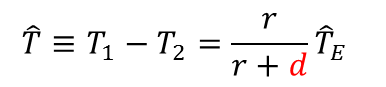 T̂ ≡ T₁ − T₂ = r / (r + d) T̂_E